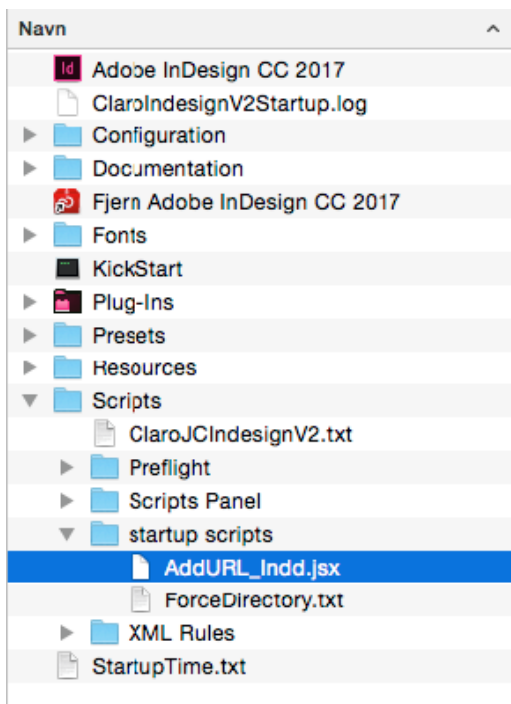 Navn
Adobe InDesign CC 2017
ClaroIndesignV2Startup.log
Configuration
Documentation
Fjern Adobe InDesign CC 2017
Fonts
KickStart
Plug-Ins
Presets
Resources
Scripts
ClaroJCIndesignV2.txt
Preflight
Scripts Panel
startup scripts
AddURL_Indd.jsx
ForceDirectory.txt
XML Rules
StartupTime.txt